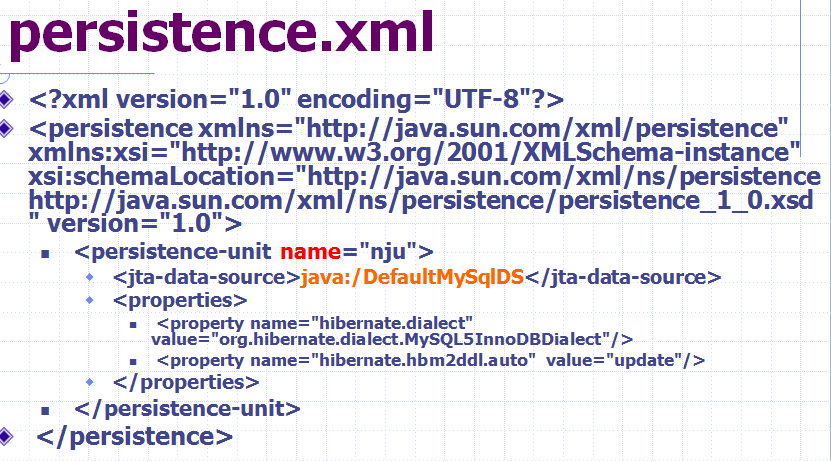 persistence.xml
<?xml version="1.0" encoding="UTF-8"?>
<persistence xmlns="http://java.sun.com/xml/persistence"
xmlns:xsi="http://www.w3.org/2001/XMLSchema-instance"
xsi:schemaLocation="http://java.sun.com/xml/ns/persistence
http://java.sun.com/xml/ns/persistence/persistence_1_0.xsd
" version="1.0">
<persistence-unit name="nju">
<jta-data-source>java:/DefaultMySqlDS</jta-data-source>
<properties>
<property name="hibernate.dialect"
value="org.hibernate.dialect.MySQL5InnoDBDialect"/>
<property name="hibernate.hbm2ddl.auto" value="update"/>
</properties>
</persistence-unit>
</persistence>